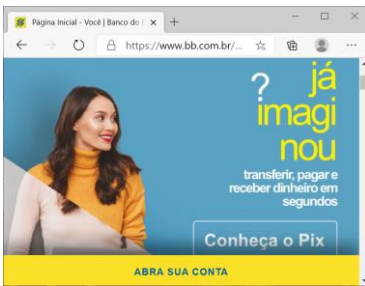 Página Inicial - Você | Banco do
https://www.bb.com.br/...
?
já
imagi
nou
transferir, pagar e
receber dinheiro em
segundos
Conheça o Pix
ABRA SUA CONTA